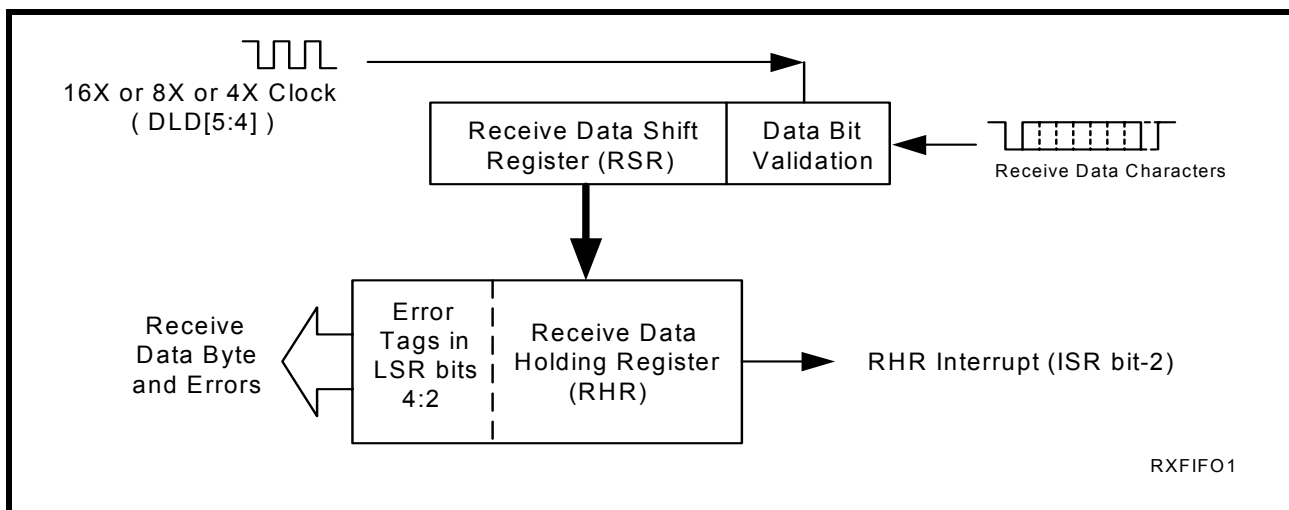 16X or 8X or 4X Clock
( DLD[5:4] )
Receive Data Shift
Register (RSR)
Data Bit
Validation
Receive Data Characters
Receive
Data Byte
and Errors
Error
Tags in
LSR bits
4:2
Receive Data
Holding Register
(RHR)
RHR Interrupt (ISR bit-2)
RXFIFO1